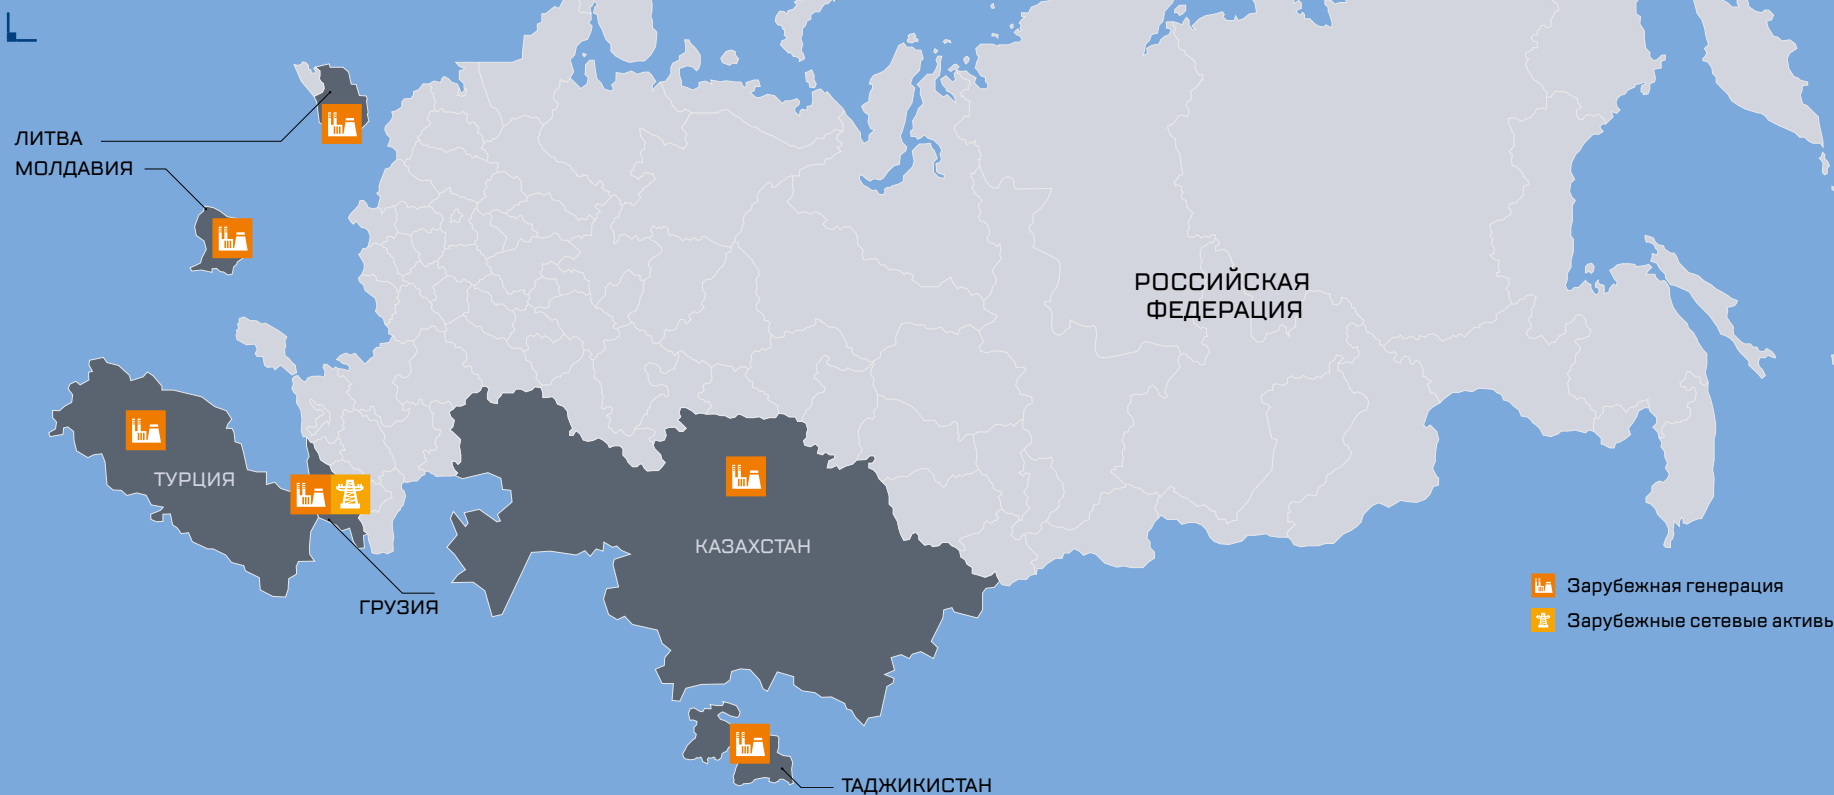 ЛИТВА
МОЛДАВИЯ
РОССИЙСКАЯ
ФЕДЕРАЦИЯ
ТУРЦИЯ
КАЗАХСТАН
ГРУЗИЯ
Зарубежная генерация
Зарубежные сетевые активы
ТАДЖИКИСТАН